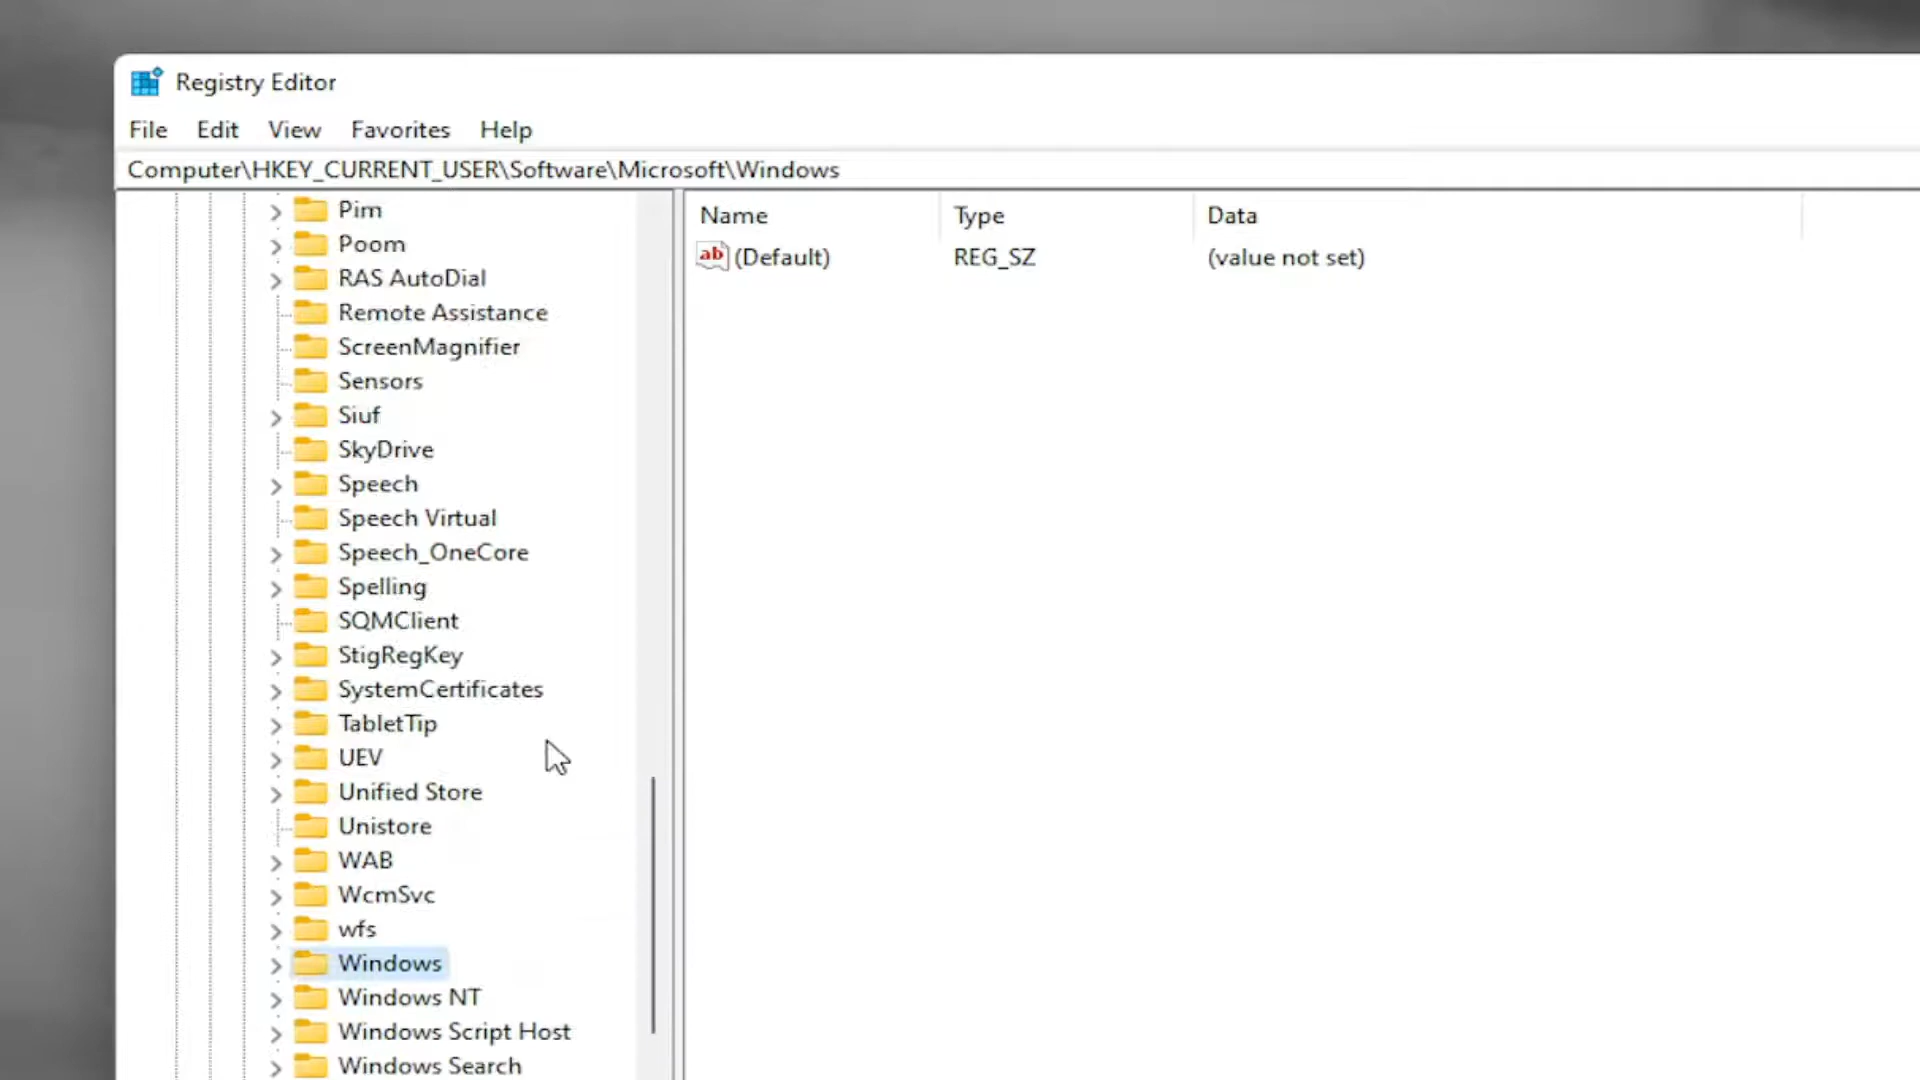 Registry Editor
File Edit View Favorites Help
Computer\HKEY_CURRENT_USER\Software\Microsoft\Windows
Pim
Poom
RAS AutoDial
Remote Assistance
ScreenMagnifier
Sensors
Siuf
SkyDrive
Speech
Speech Virtual
Speech_OneCore
Spelling
SQMClient
StigRegKey
SystemCertificates
TabletTip
UEV
Unified Store
Unistore
WAB
WcmSvc
wfs
Windows
Windows NT
Windows Script Host
Windows Search
Name Type Data
ab (Default) REG_SZ (value not set)